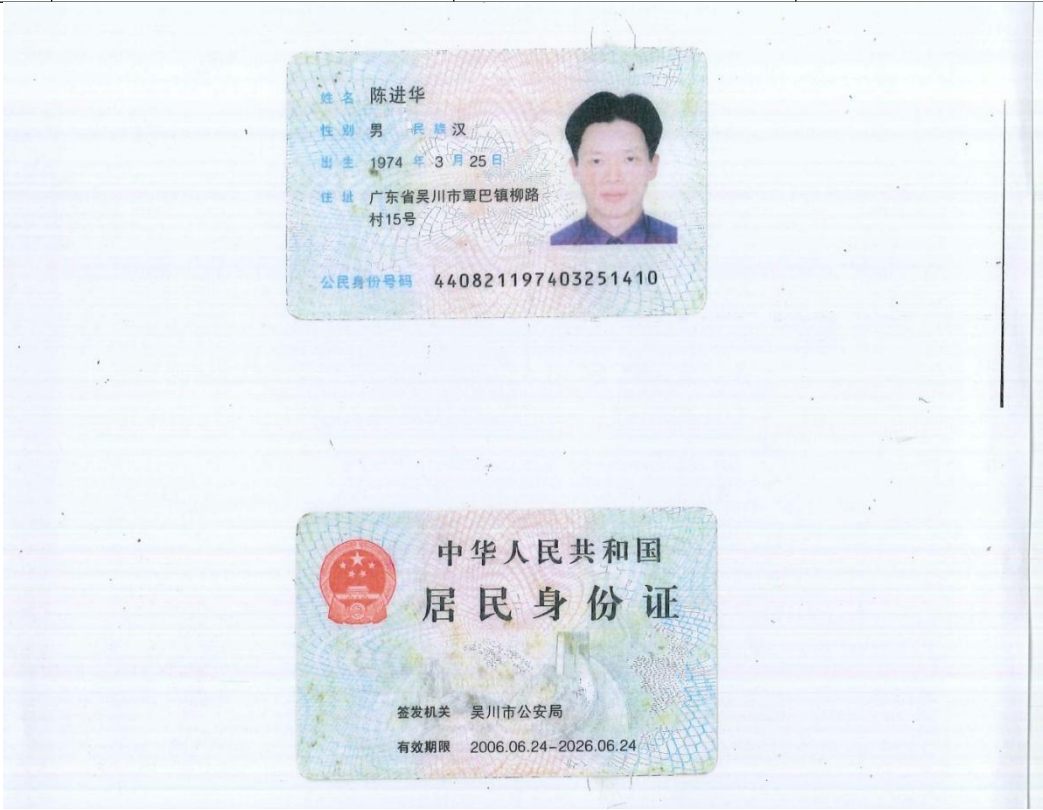 姓名 陈进华
性别 男 民族 汉
出生 1974 年 3 月 25 日
住址 广东省吴川市覃巴镇柳路
村15号
公民身份号码 440821197403251410
中华人民共和国
居民身份证
签发机关 吴川市公安局
有效期限 2006.06.24-2026.06.24